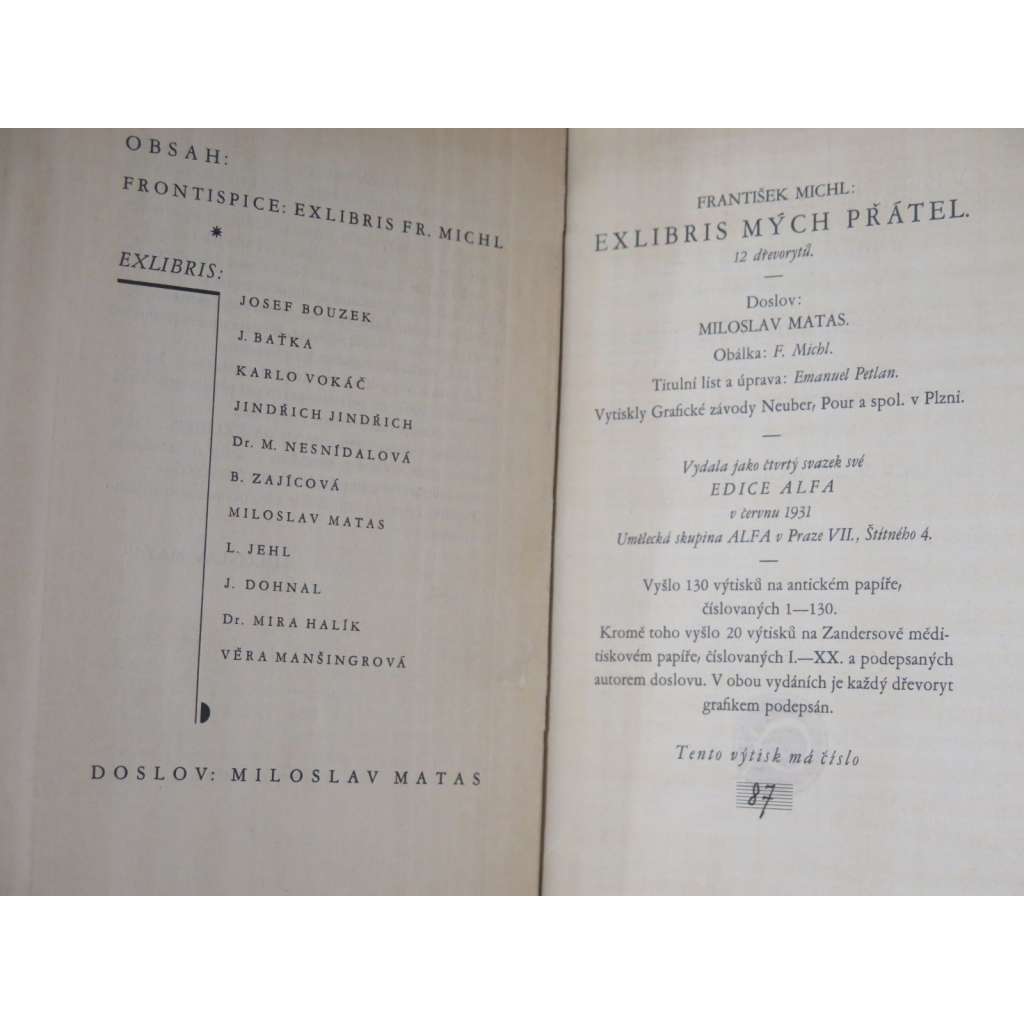 OBSAH:
FRONTISPICE: EXLIBRIS FR. MICHL
*
EXLIBRIS:
JOSEF BOUZEK
J. BAŤKA
KARLO VOKÁČ
JINDŘICH JINDŘICH
Dr. M. NESNÍDALOVÁ
B. ZAJÍCOVÁ
MILOSLAV MATAS
L. JEHL
J. DOHNAL
Dr. MIRA HALÍK
VĚRA MANŠINGROVÁ
DOSLOV: MILOSLAV MATAS
FRANTIŠEK MICHL:
EXLIBRIS MÝCH PŘÁTEL.
12 dřevorytů.
Doslov:
MILOSLAV MATAS.
Obálka: F. Michl.
Titulní list a úprava: Emanuel Petlan.
Vytiskly Grafické závody Neuber, Pour a spol. v Plzni.
Vydala jako čtvrtý svazek své
EDICE ALFA
v červnu 1931
Umělecká skupina ALFA v Praze VII., Štítného 4.
Vyšlo 130 výtisků na antickém papíře,
číslovaných 1—130.
Kromě toho vyšlo 20 výtisků na Zandersově mědi-
tiskovém papíře, číslovaných I.—XX. a podepsaných
autorem doslovu. V obou vydáních je každý dřevoryt
grafikem podepsán.
Tento výtisk má číslo
87